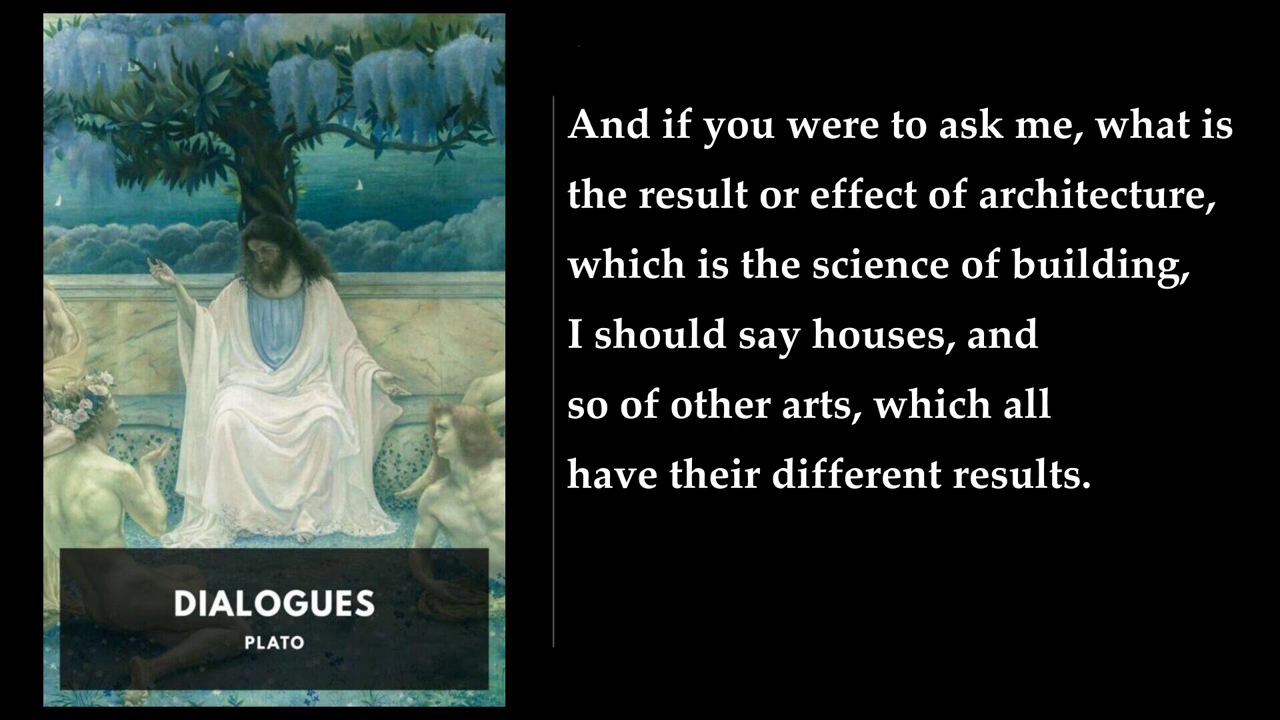 DIALOGUES
PLATO
And if you were to ask me, what is
the result or effect of architecture,
which is the science of building,
I should say houses, and
so of other arts, which all
have their different results.